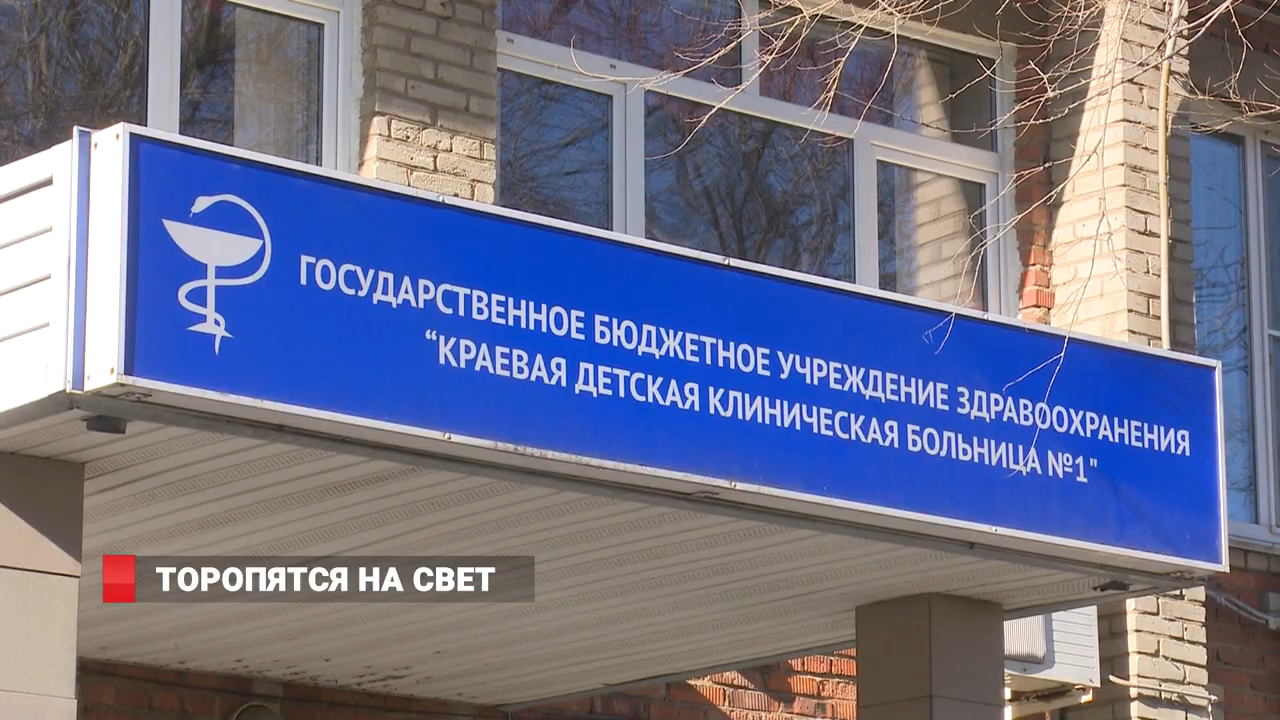 ГОСУДАРСТВЕННОЕ БЮДЖЕТНОЕ УЧРЕЖДЕНИЕ ЗДРАВООХРАНЕНИЯ
“КРАЕВАЯ ДЕТСКАЯ КЛИНИЧЕСКАЯ БОЛЬНИЦА №1"
ТОРОПЯТСЯ НА СВЕТ